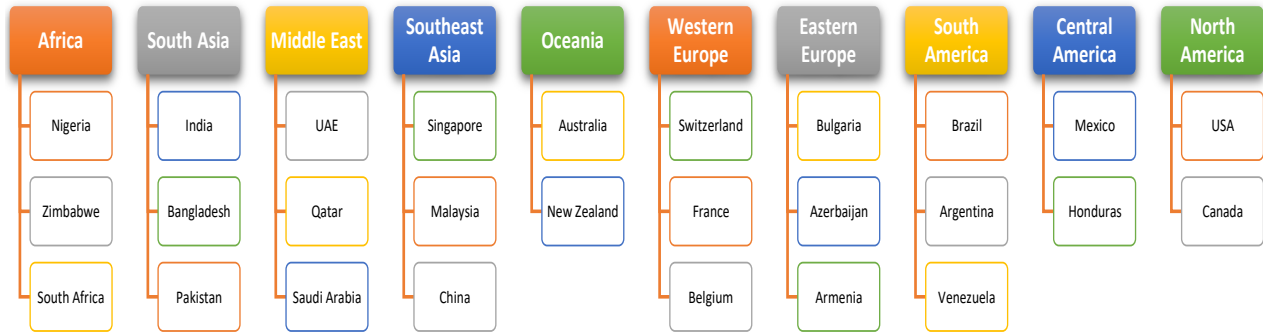 Africa
South Asia
Middle East
Southeast
Asia
Oceania
Western
Europe
Eastern
Europe
South
America
Central
America
North
America
Nigeria
India
UAE
Singapore
Australia
Switzerland
Bulgaria
Brazil
Mexico
USA
Zimbabwe
Bangladesh
Qatar
Malaysia
New Zealand
France
Azerbaijan
Argentina
Honduras
Canada
South Africa
Pakistan
Saudi Arabia
China
Belgium
Armenia
Venezuela